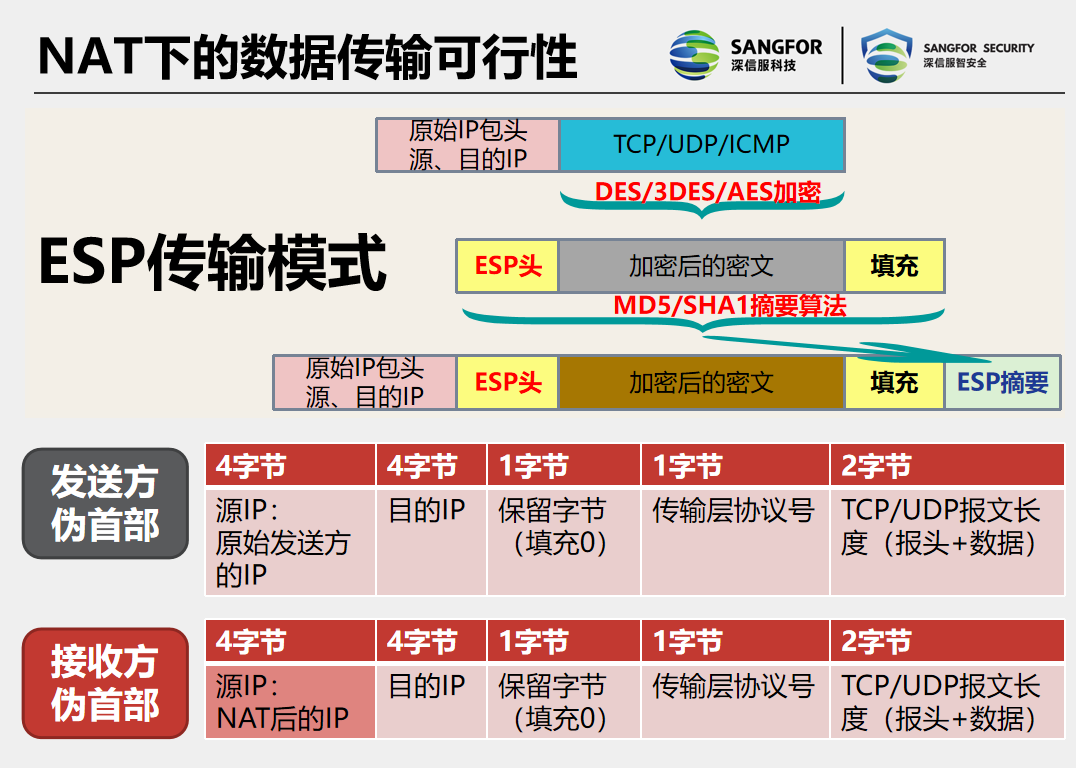 NAT下的数据传输可行性
SANGFOR
深信服科技
SANGFOR SECURITY
深信服智安全
原始IP包头
源、目的IP
TCP/UDP/ICMP
DES/3DES/AES加密
ESP传输模式
ESP头
加密后的密文
填充
MD5/SHA1摘要算法
原始IP包头
源、目的IP
ESP头
加密后的密文
填充
ESP摘要
发送方
伪首部
4字节
4字节
1字节
1字节
2字节
源IP：
原始发送方
的IP
目的IP
保留字节
（填充0）
传输层协议号
TCP/UDP报文长
度（报头+数据）
接收方
伪首部
4字节
4字节
1字节
1字节
2字节
源IP：
NAT后的IP
目的IP
保留字节
（填充0）
传输层协议号
TCP/UDP报文长
度（报头+数据）